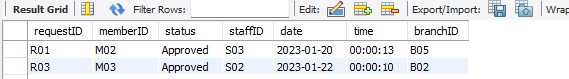 Result Grid Filter Rows: Edit: Export/Import: Wrap
requestID memberID status staffID date time branchID
R01 M02 Approved S03 2023-01-20 00:00:13 B05
R03 M03 Approved S02 2023-01-22 00:00:10 B02